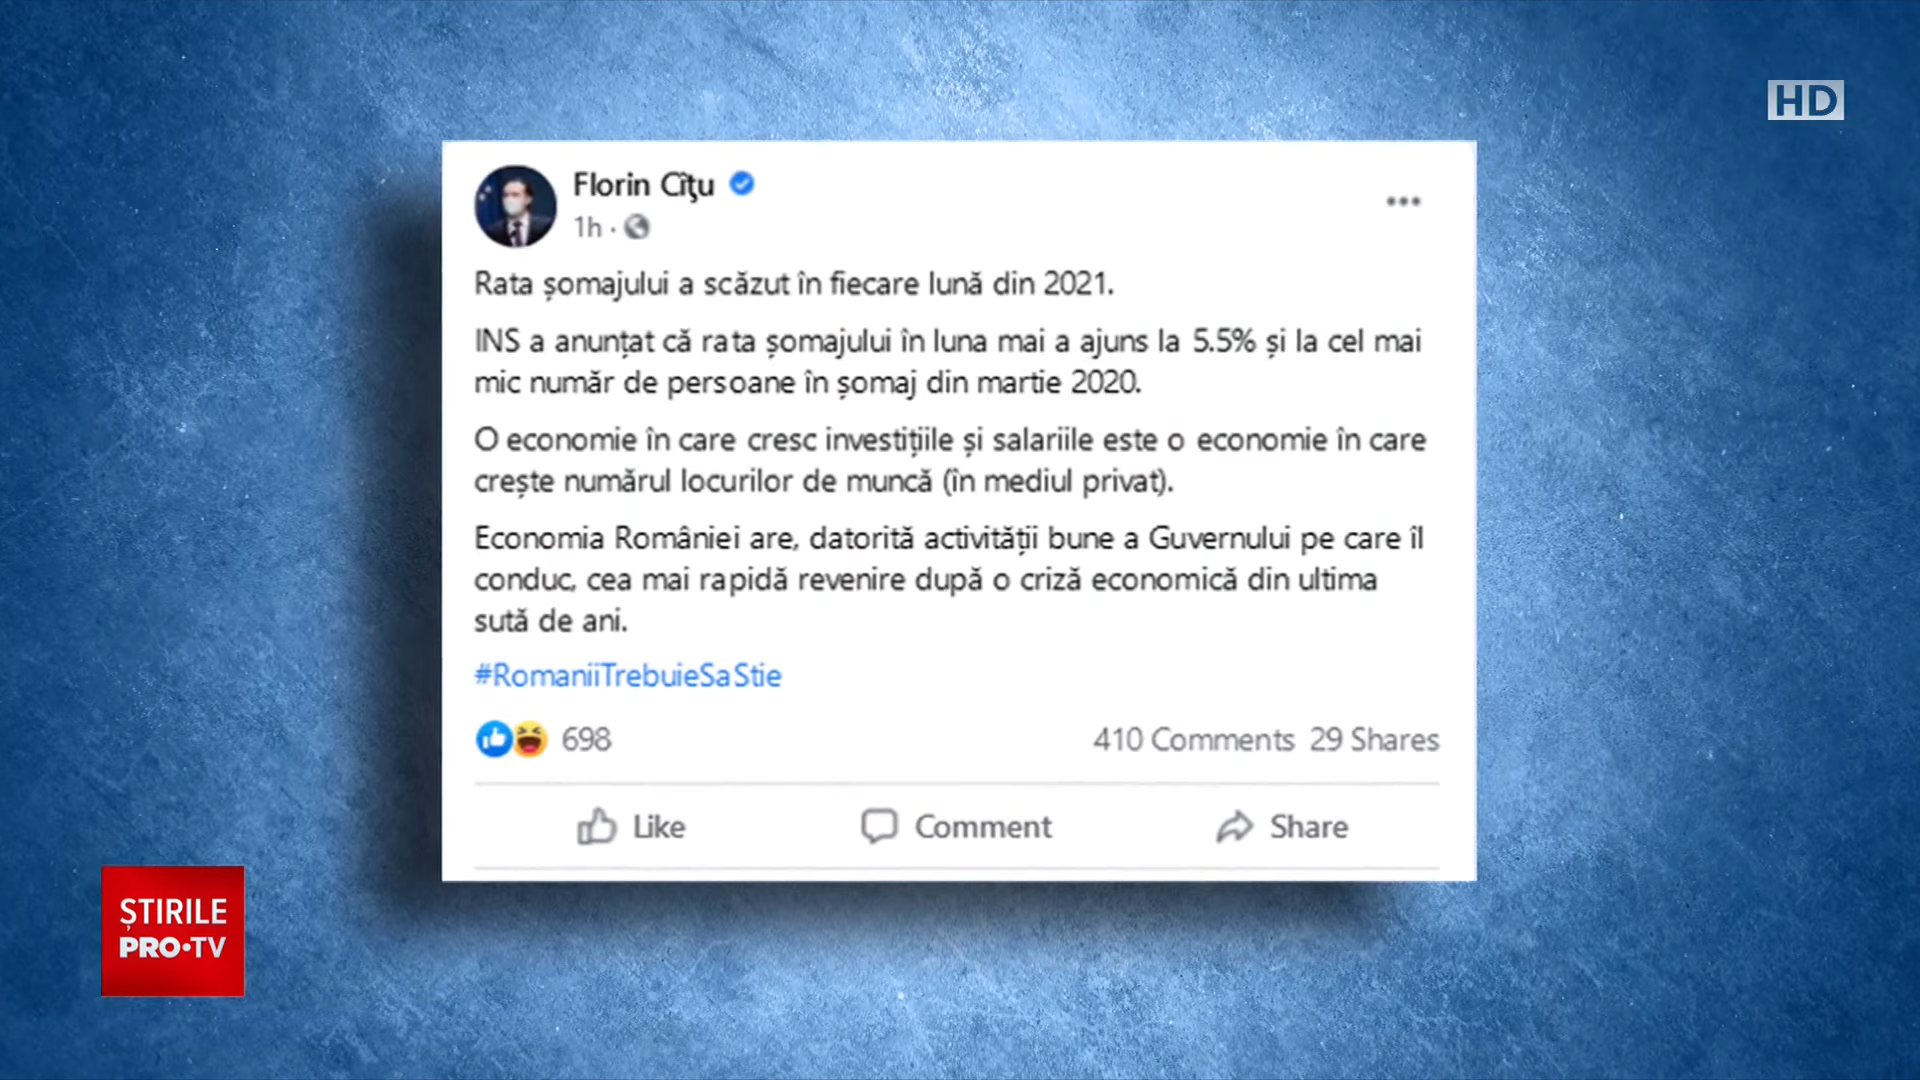 HD
Florin Cîţu
1h ·
Rata șomajului a scăzut în fiecare lună din 2021.
INS a anunțat că rata șomajului în luna mai a ajuns la 5.5% și la cel mai
mic număr de persoane în șomaj din martie 2020.
O economie în care cresc investițiile și salariile este o economie în care
crește numărul locurilor de muncă (în mediul privat).
Economia României are, datorită activității bune a Guvernului pe care îl
conduc, cea mai rapidă revenire după o criză economică din ultima
sută de ani.
#RomaniiTrebuieSaStie
698 410 Comments 29 Shares
Like Comment Share
ȘTIRILE
PRO•TV